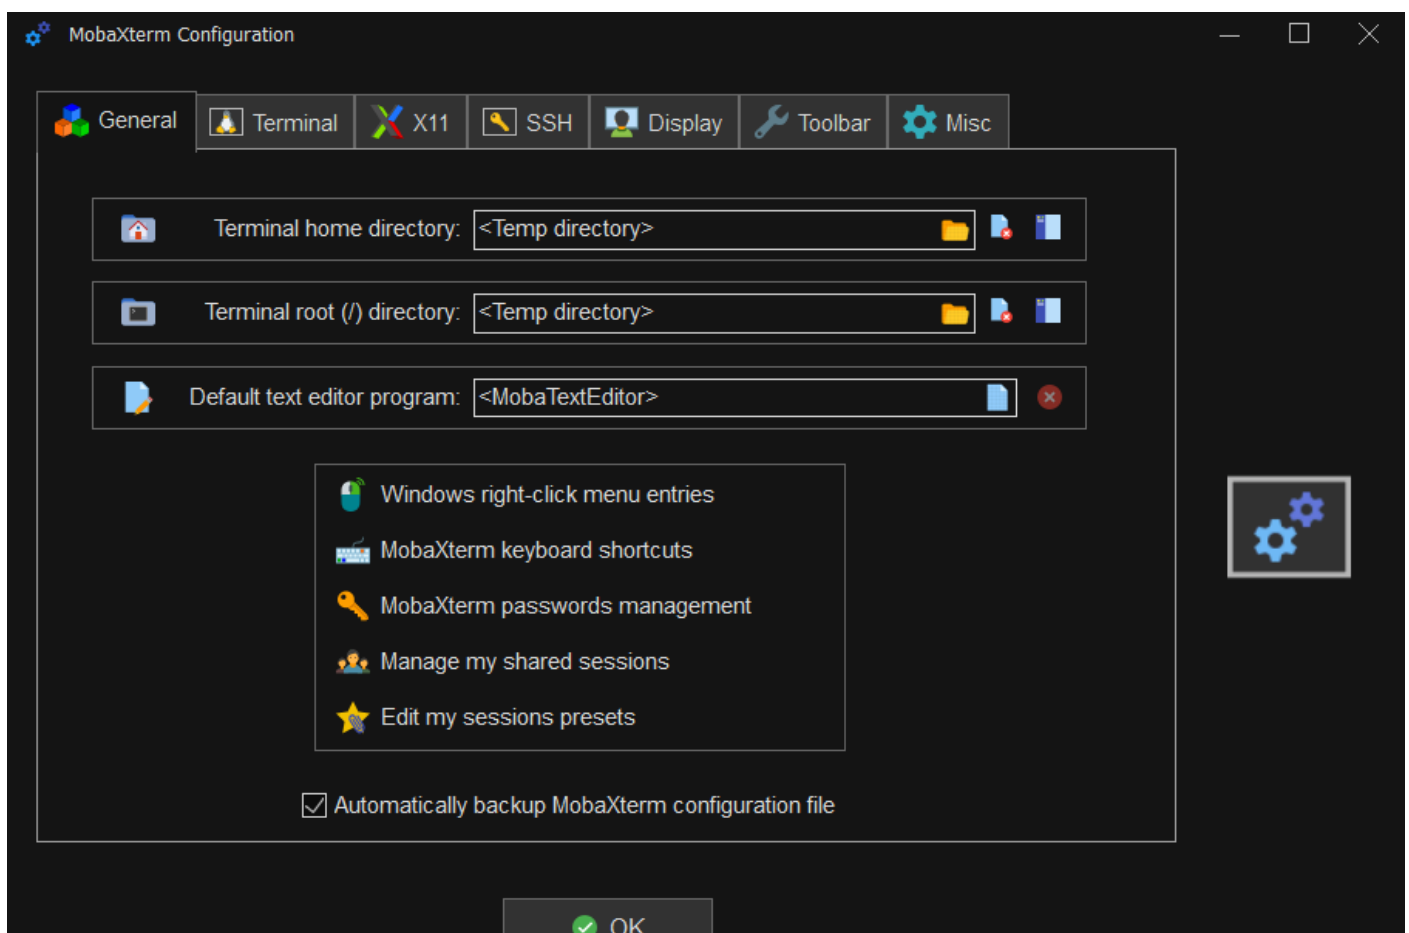 MobaXterm Configuration
General
Terminal
X11
SSH
Display
Toolbar
Misc
Terminal home directory: <Temp directory>
Terminal root (/) directory: <Temp directory>
Default text editor program: <MobaTextEditor>
Windows right-click menu entries
MobaXterm keyboard shortcuts
MobaXterm passwords management
Manage my shared sessions
Edit my sessions presets
Automatically backup MobaXterm configuration file
OK